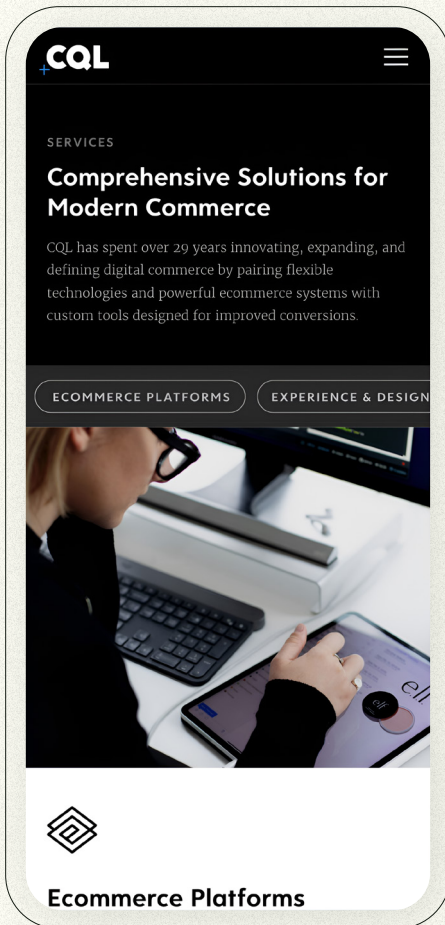 CQL
SERVICES
Comprehensive Solutions for
Modern Commerce
CQL has spent over 29 years innovating, expanding, and
defining digital commerce by pairing flexible
technologies and powerful ecommerce systems with
custom tools designed for improved conversions.
ECOMMERCE PLATFORMS
EXPERIENCE & DESIGN
e.l.f.
elf
Ecommerce Platforms